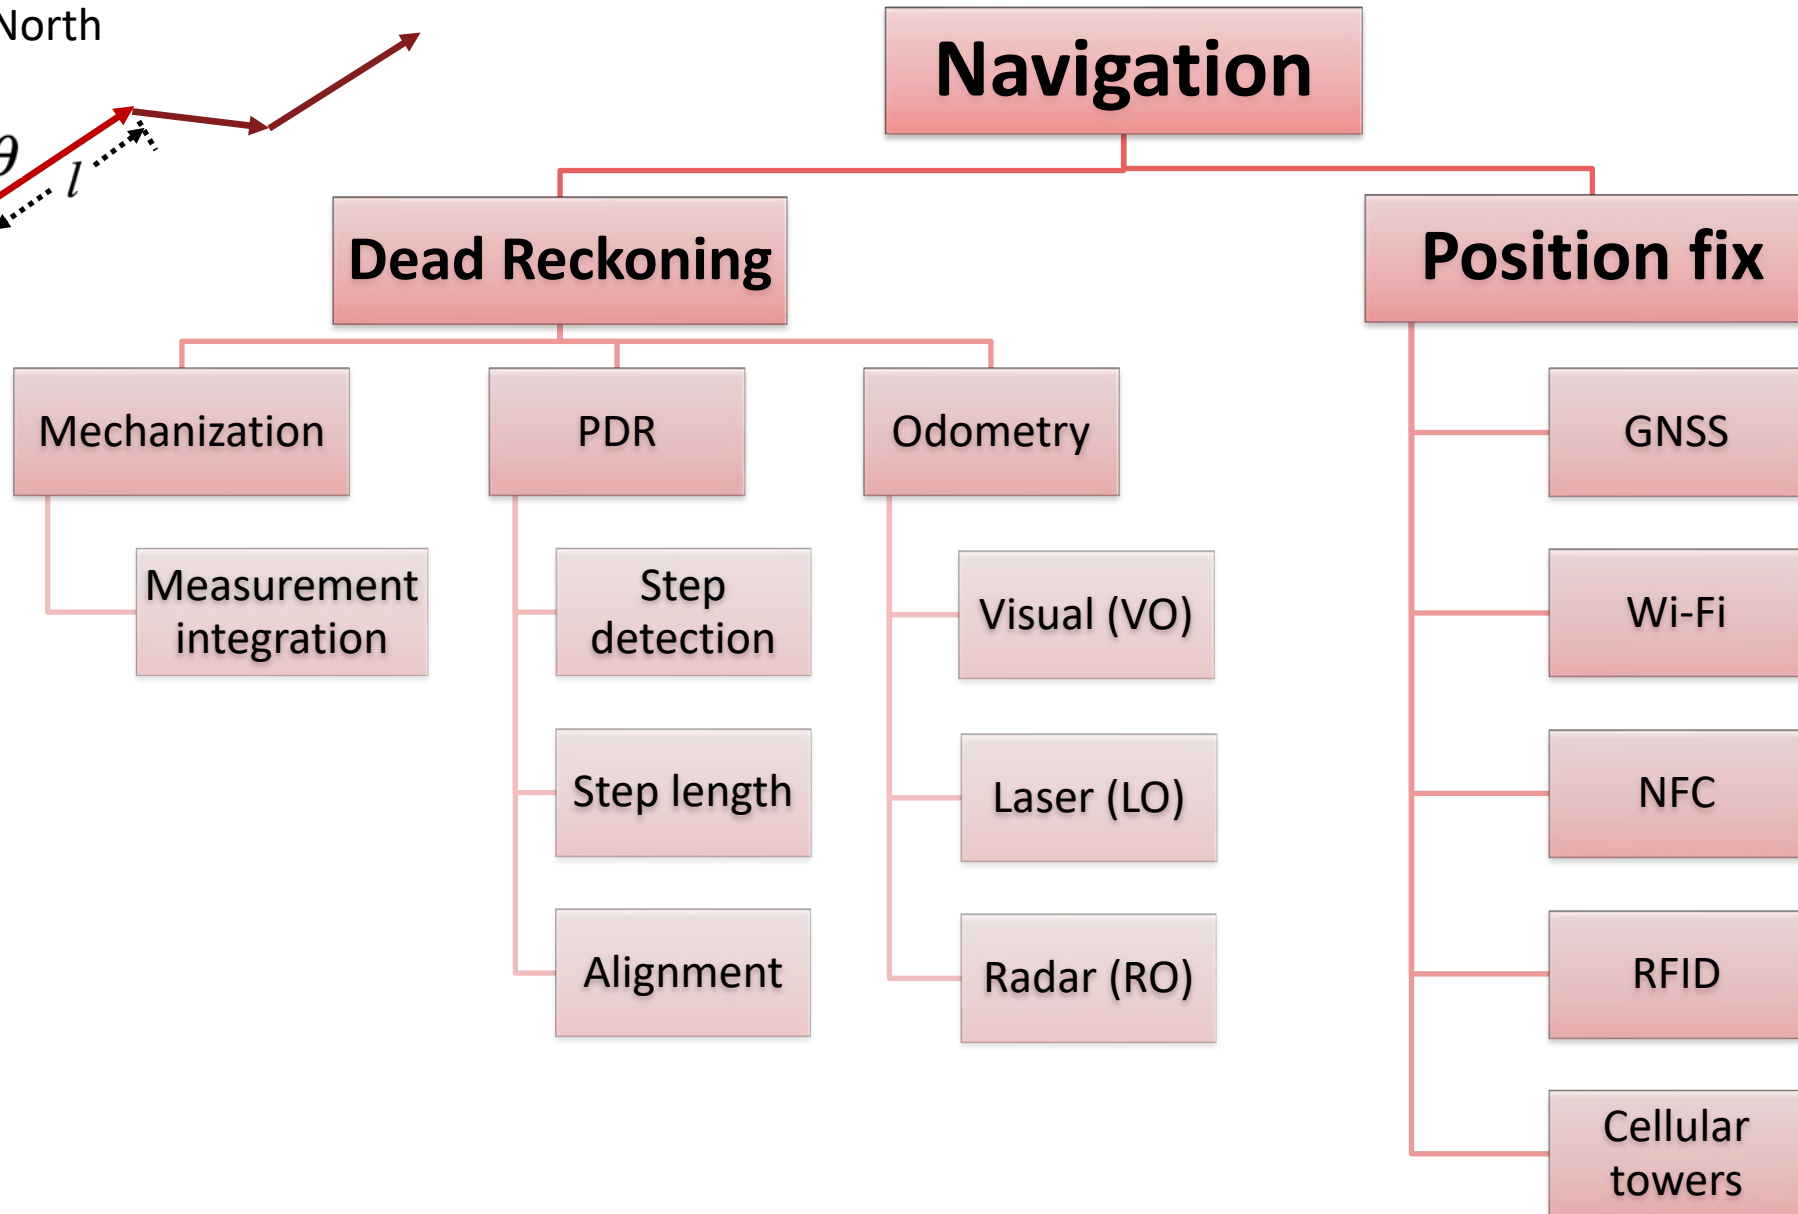 North
θ
l
Navigation
Dead Reckoning
Position fix
Mechanization
PDR
Odometry
GNSS
Measurement
integration
Step
detection
Visual (VO)
Wi-Fi
Step length
Laser (LO)
NFC
Alignment
Radar (RO)
RFID
Cellular
towers